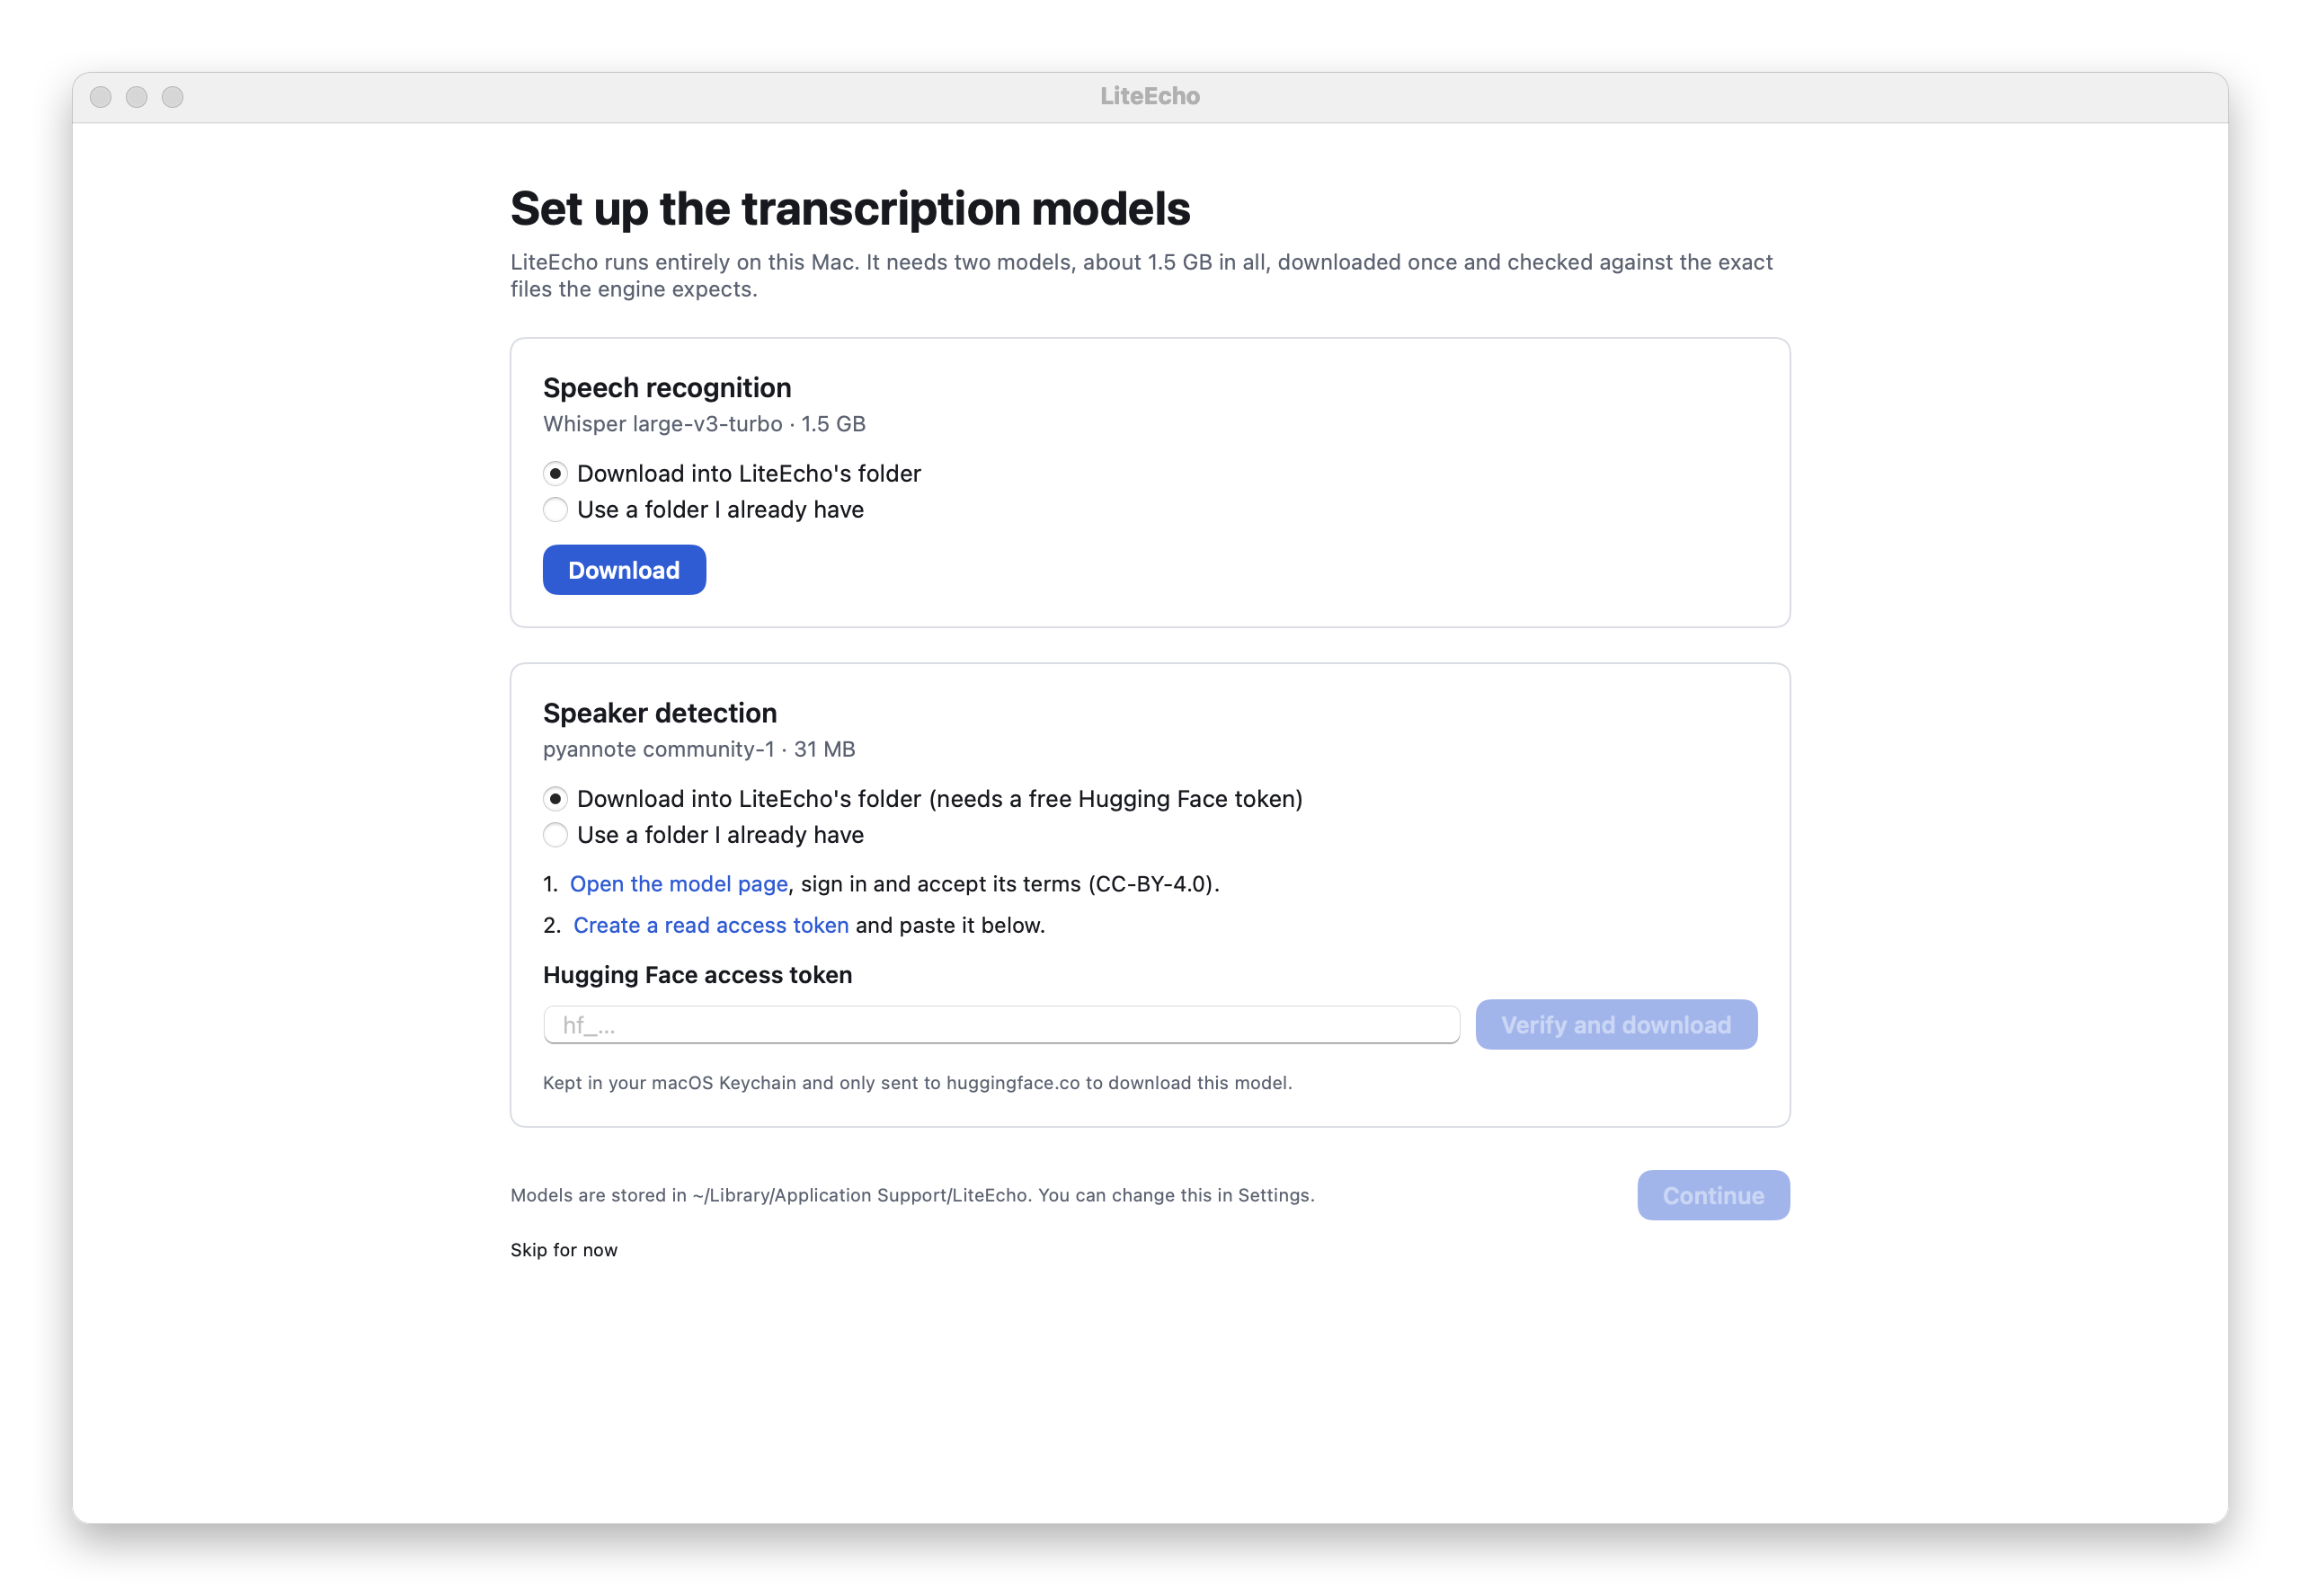 LiteEcho
Set up the transcription models
LiteEcho runs entirely on this Mac. It needs two models, about 1.5 GB in all, downloaded once and checked against the exact
files the engine expects.
Speech recognition
Whisper large-v3-turbo · 1.5 GB
Download into LiteEcho's folder
Use a folder I already have
Download
Speaker detection
pyannote community-1 · 31 MB
Download into LiteEcho's folder (needs a free Hugging Face token)
Use a folder I already have
1. Open the model page, sign in and accept its terms (CC-BY-4.0).
2. Create a read access token and paste it below.
Hugging Face access token
hf_...
Verify and download
Kept in your macOS Keychain and only sent to huggingface.co to download this model.
Models are stored in ~/Library/Application Support/LiteEcho. You can change this in Settings.
Continue
Skip for now